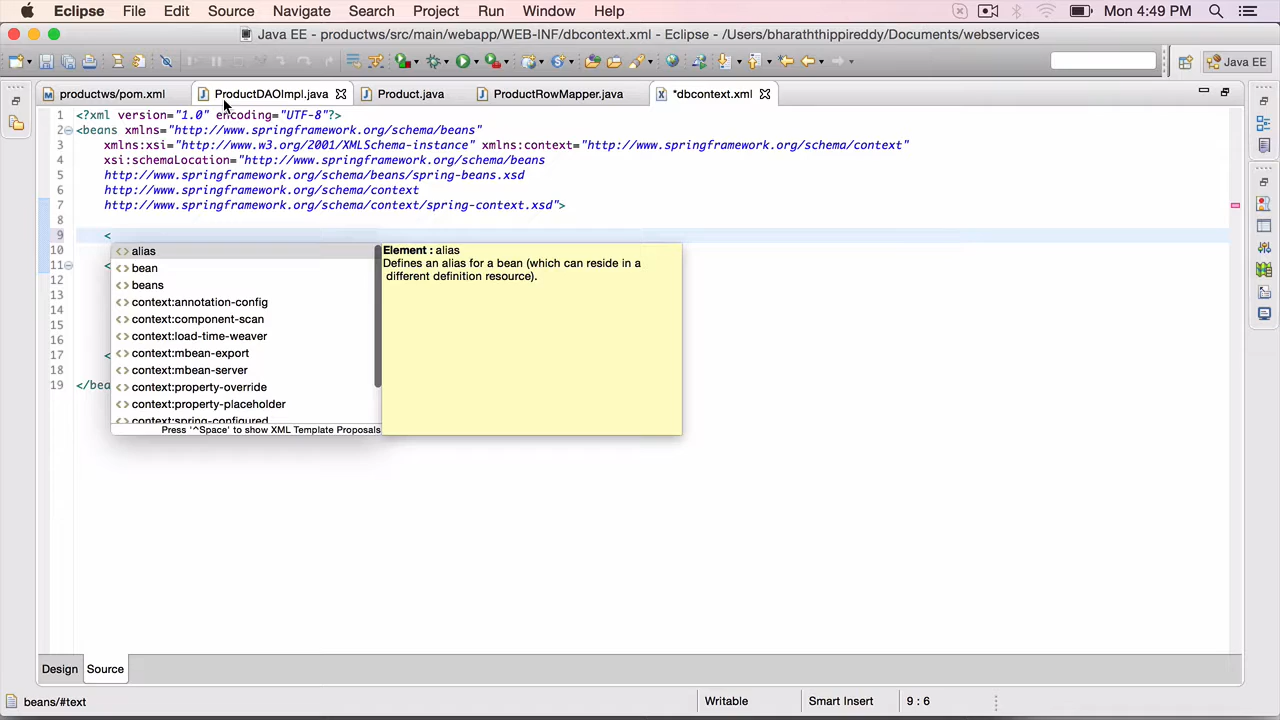 Eclipse File Edit Source Refactor Navigate Search Project Run Window Help Mon 4:49 PM
Java EE - productws/src/main/webapp/WEB-INF/dbcontext.xml - Eclipse - /Users/bharaththippireddy/Documents/webservices
Java EE
productws/pom.xml ProductDAOImpl.java Product.java ProductRowMapper.java *dbcontext.xml
1 <?xml version="1.0" encoding="UTF-8"?>
2 <beans xmlns="http://www.springframework.org/schema/beans"
3 xmlns:xsi="http://www.w3.org/2001/XMLSchema-instance" xmlns:context="http://www.springframework.org/schema/context"
4 xsi:schemaLocation="http://www.springframework.org/schema/beans
5 http://www.springframework.org/schema/beans/spring-beans.xsd
6 http://www.springframework.org/schema/context
7 http://www.springframework.org/schema/context/spring-context.xsd">
8
9 <
10
11 <
12
13
14
15
16
17 <
18
19 </bea
alias
bean
beans
context:annotation-config
context:component-scan
context:load-time-weaver
context:mbean-export
context:mbean-server
context:property-override
context:property-placeholder
context:spring-configured
Press '^Space' to show XML Template Proposals
Element : alias
Defines an alias for a bean (which can reside in a
different definition resource).
Design Source
beans/#text Writable Smart Insert 9 : 6